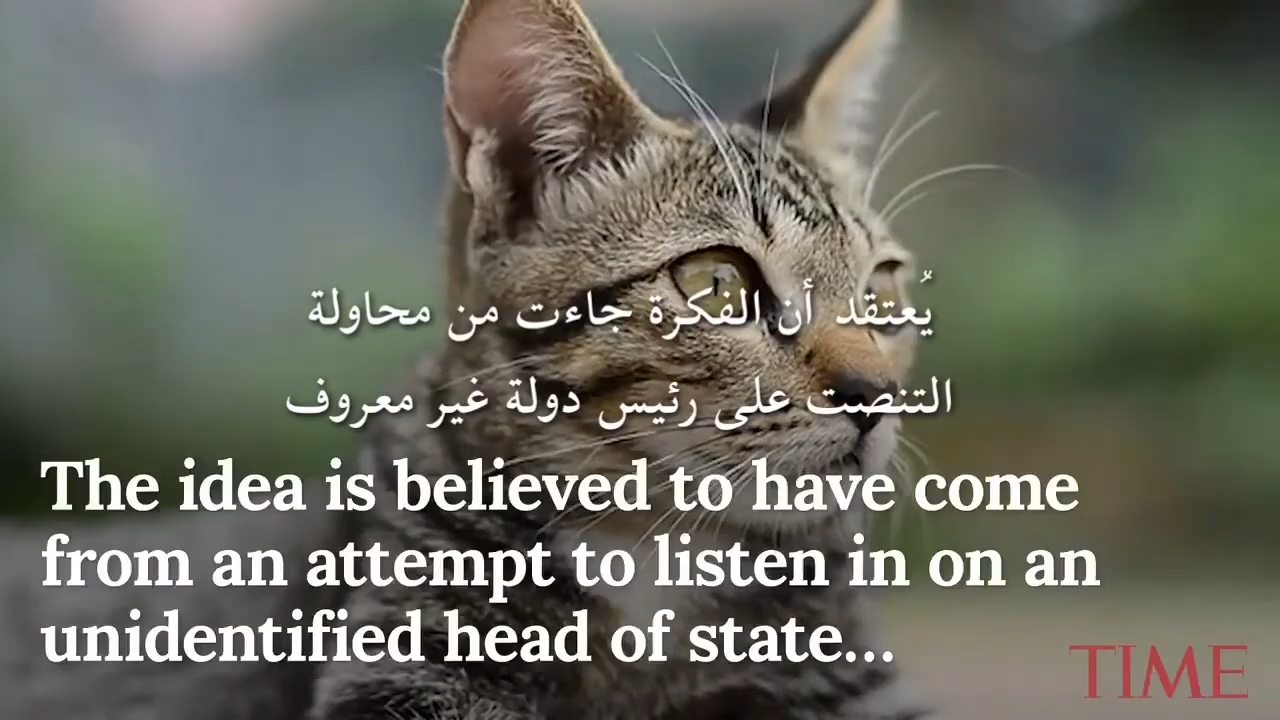 يُعتقد أن الفكرة جاءت من محاولة
التنصت على رئيس دولة غير معروف
The idea is believed to have come
from an attempt to listen in on an
unidentified head of state...
TIME